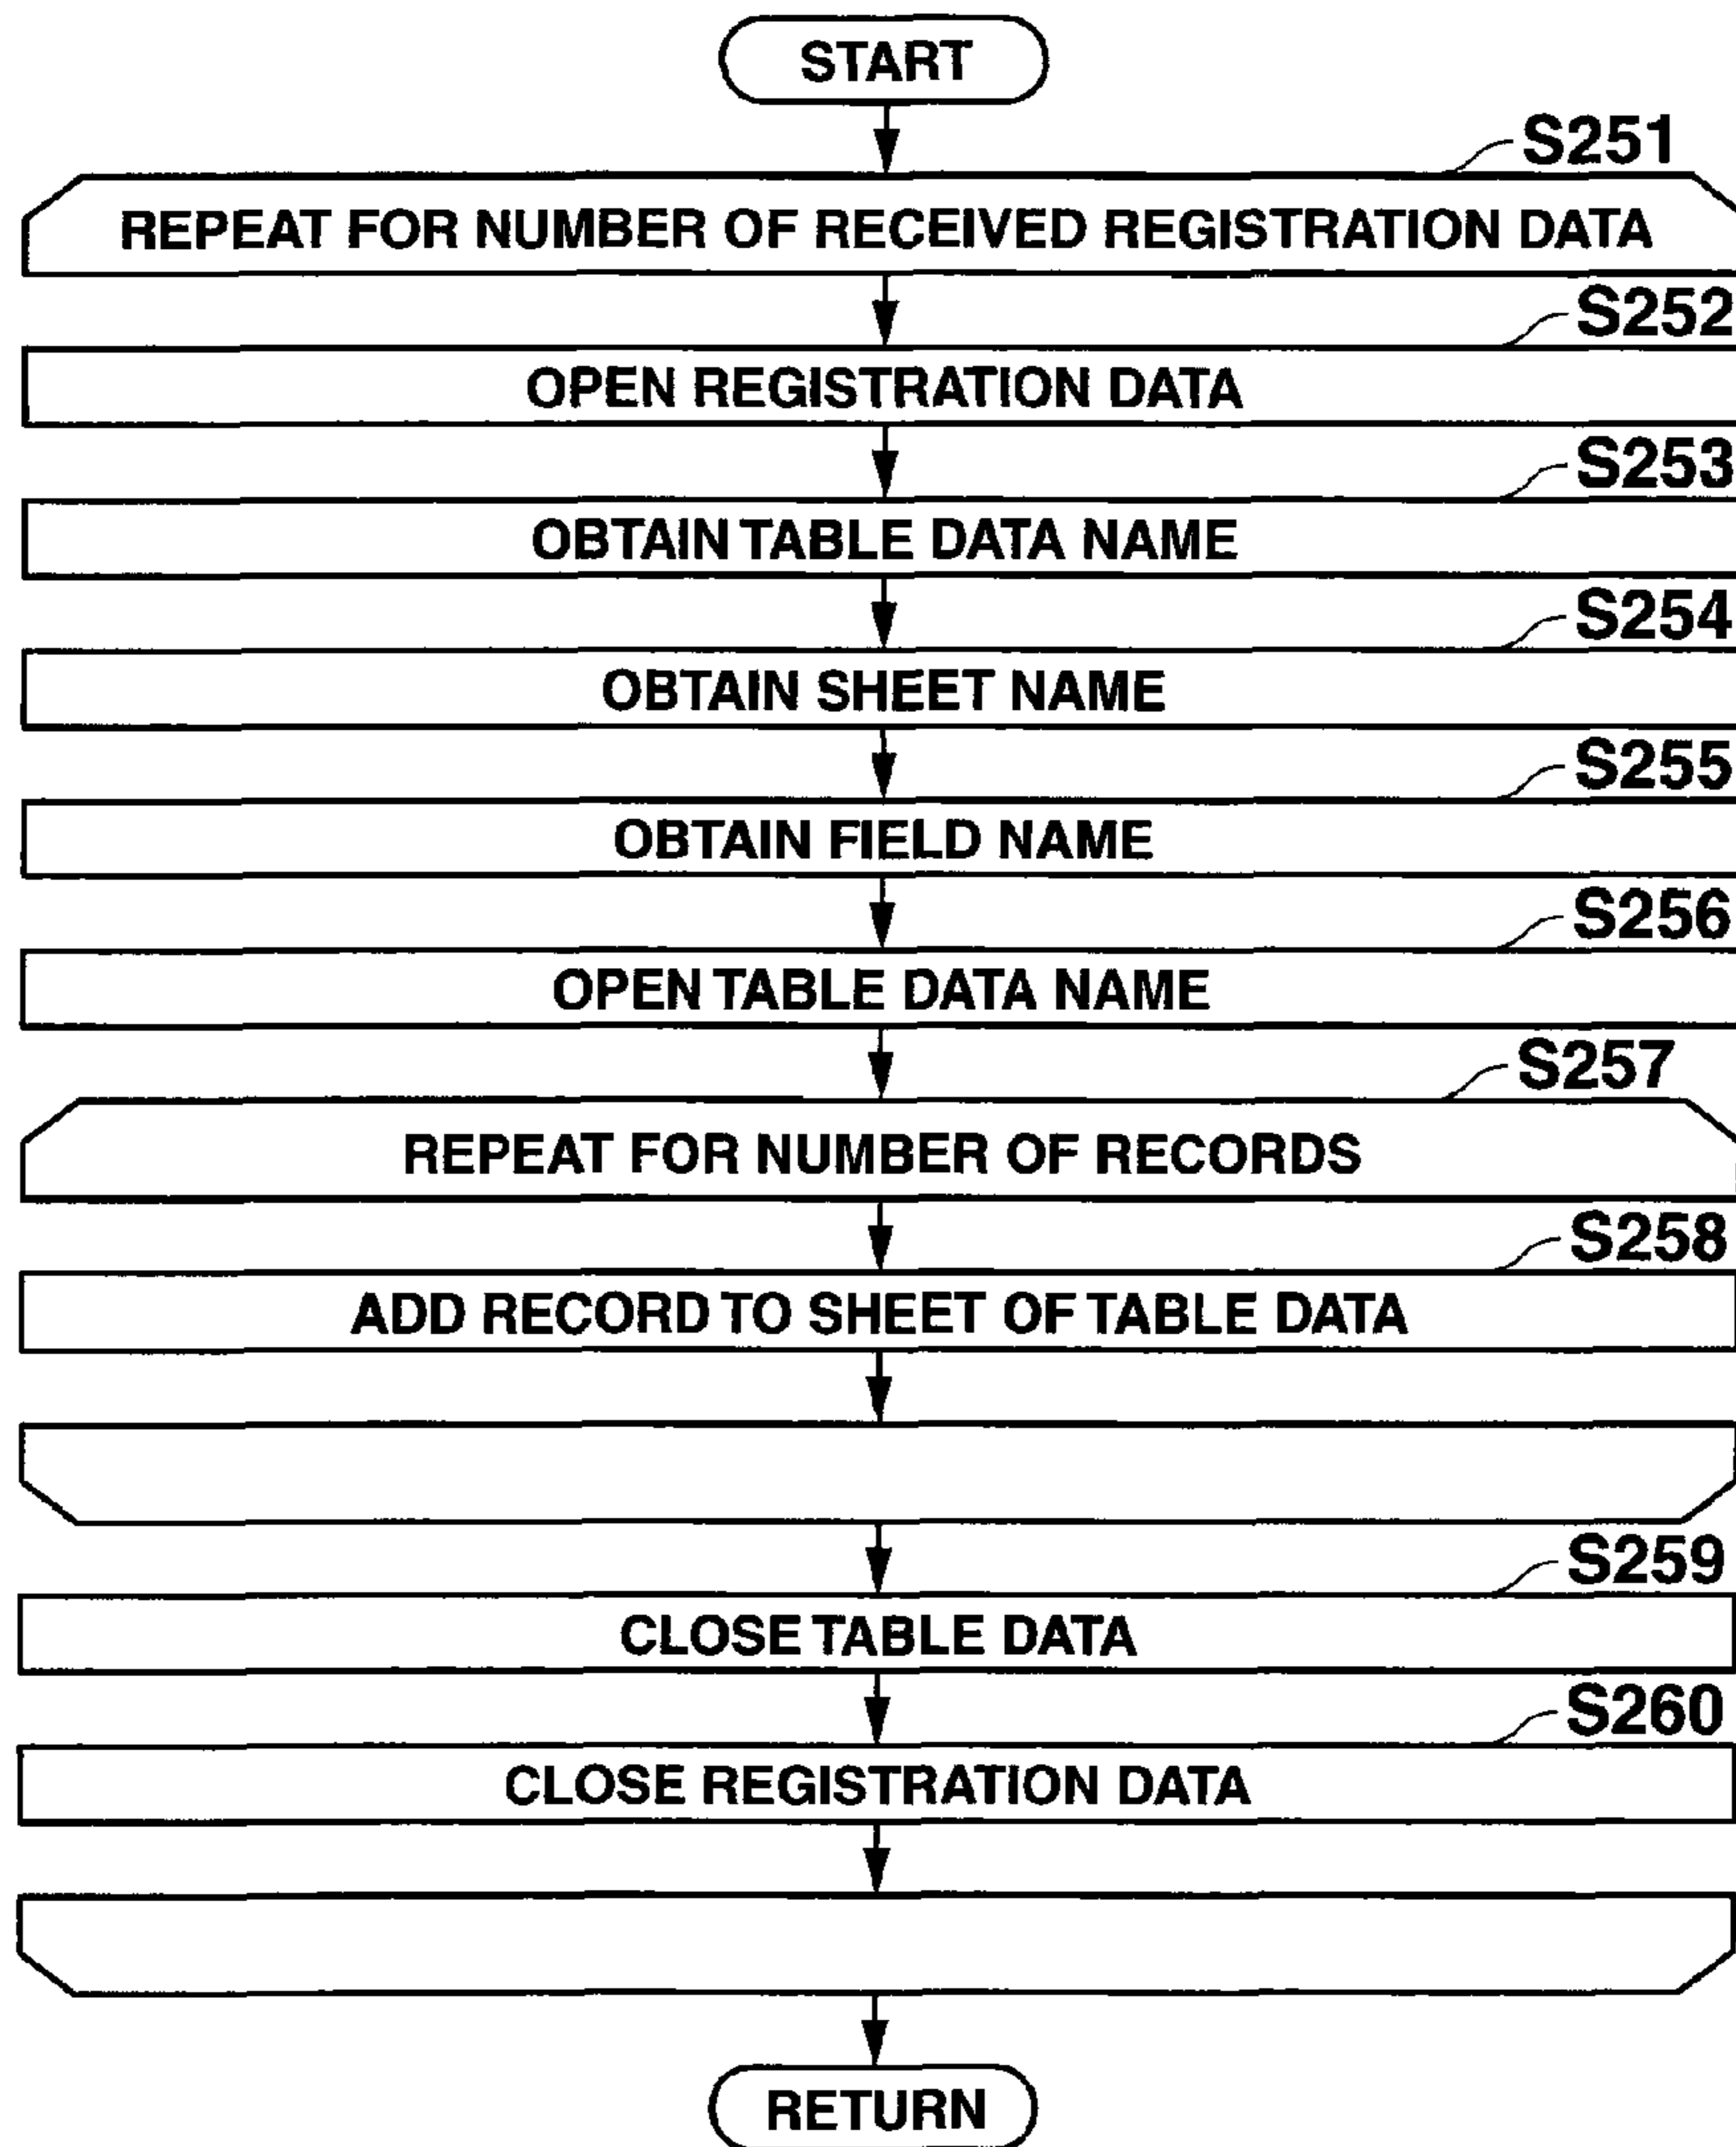 START
S251
REPEAT FOR NUMBER OF RECEIVED REGISTRATION DATA
S252
OPEN REGISTRATION DATA
S253
OBTAIN TABLE DATA NAME
S254
OBTAIN SHEET NAME
S255
OBTAIN FIELD NAME
S256
OPEN TABLE DATA NAME
S257
REPEAT FOR NUMBER OF RECORDS
S258
ADD RECORD TO SHEET OF TABLE DATA
S259
CLOSE TABLE DATA
S260
CLOSE REGISTRATION DATA
RETURN